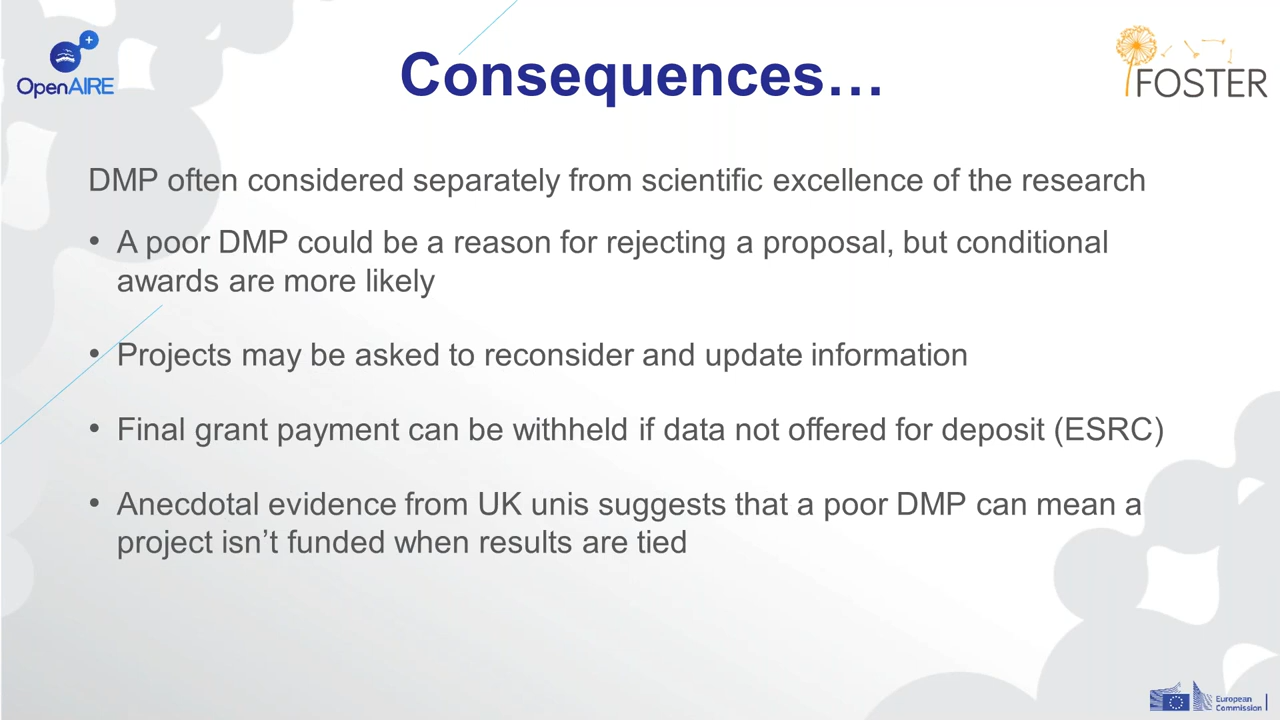 OpenAIRE
Consequences…
FOSTER
DMP often considered separately from scientific excellence of the research
• A poor DMP could be a reason for rejecting a proposal, but conditional
awards are more likely
• Projects may be asked to reconsider and update information
• Final grant payment can be withheld if data not offered for deposit (ESRC)
• Anecdotal evidence from UK unis suggests that a poor DMP can mean a
project isn’t funded when results are tied
European
Commission